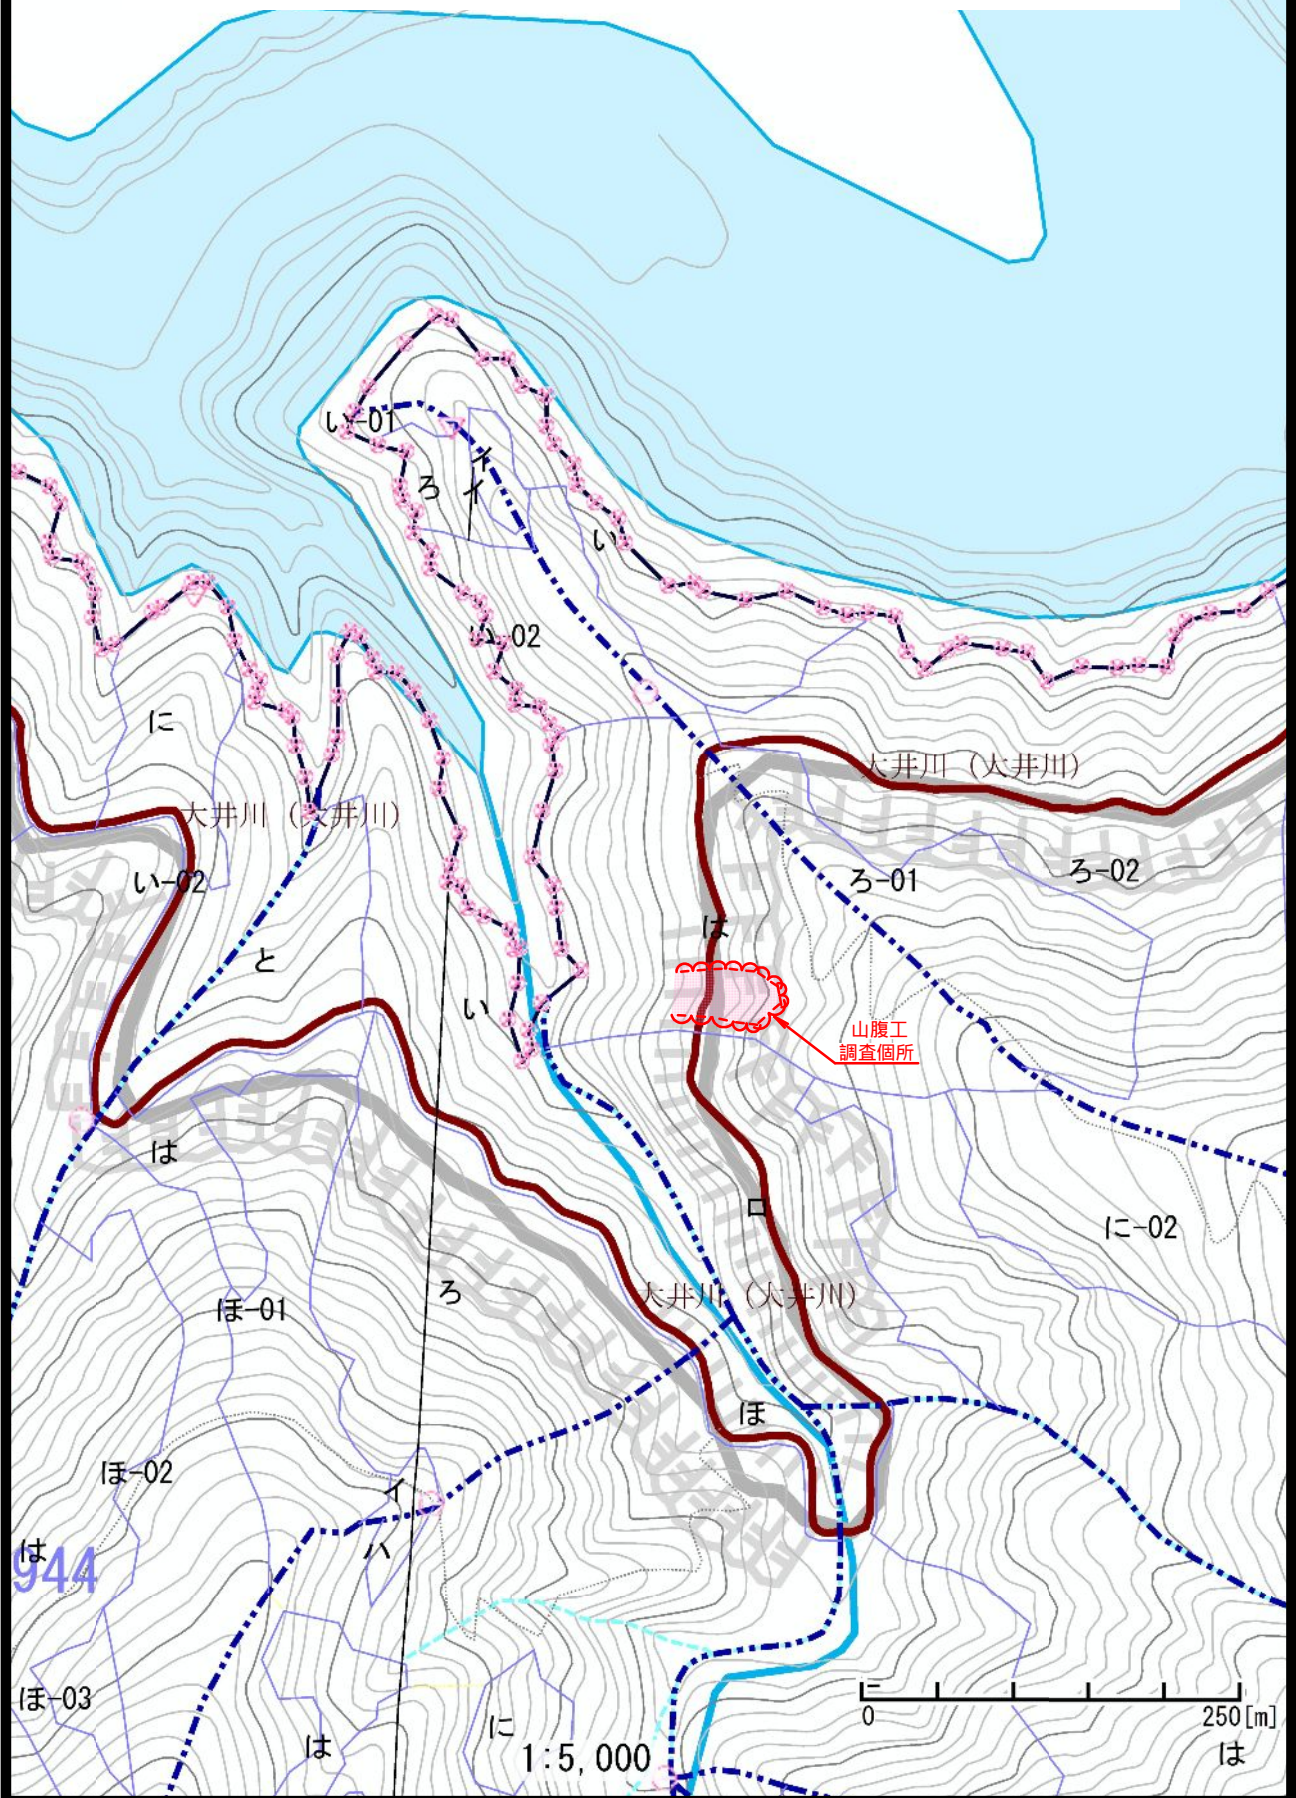 い-01
ろ
イ
イ
い
い-02
に
大井川（大井川）
大井川（大井川）
い-02
ろ-01
ろ-02
は
と
い
山腹工
調査個所
は
ロ
に-02
ほ-01
ろ
大井川（大井川）
ほ
ほ-02
イ
ハ
は
944
ほ-03
は
に
1:5,000
に
0
250[m]
は